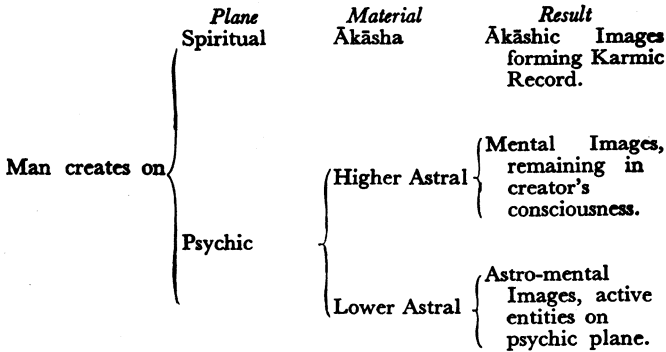 Plane Material Result
Spiritual Ākāsha Ākāshic Images
forming Karmic
Record.
Mental Images,
Man creates on remaining in
Higher Astral creator's
consciousness.
Psychic
Astro-mental
Images, active
Lower Astral entities on
psychic plane.